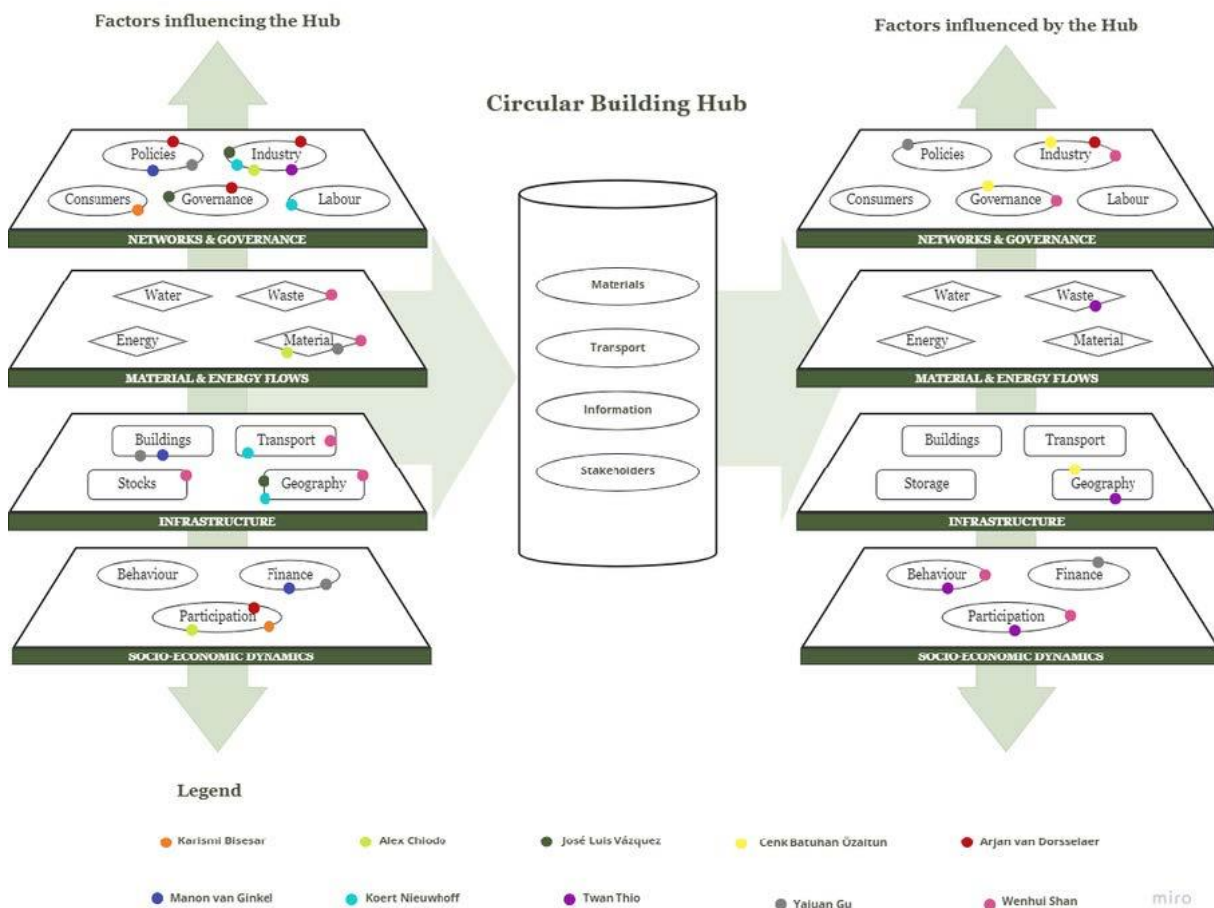 Factors influencing the Hub
Factors influenced by the Hub
Circular Building Hub
Policies
Industry
Consumers
Governance
Labour
NETWORKS & GOVERNANCE
Water
Waste
Energy
Material
MATERIAL & ENERGY FLOWS
Buildings
Transport
Stocks
Geography
INFRASTRUCTURE
Behaviour
Finance
Participation
SOCIO-ECONOMIC DYNAMICS
Materials
Transport
Information
Stakeholders
Policies
Industry
Consumers
Governance
Labour
NETWORKS & GOVERNANCE
Water
Waste
Energy
Material
MATERIAL & ENERGY FLOWS
Buildings
Transport
Storage
Geography
INFRASTRUCTURE
Behaviour
Finance
Participation
SOCIO-ECONOMIC DYNAMICS
Legend
Karismi Bisesar
Alex Chiodo
José Luis Vázquez
Cenk Batuhan Özaltun
Arjan van Dorsselaer
Manon van Ginkel
Koert Nieuwhoff
Twan Thio
Yajuan Gu
Wenhui Shan
miro